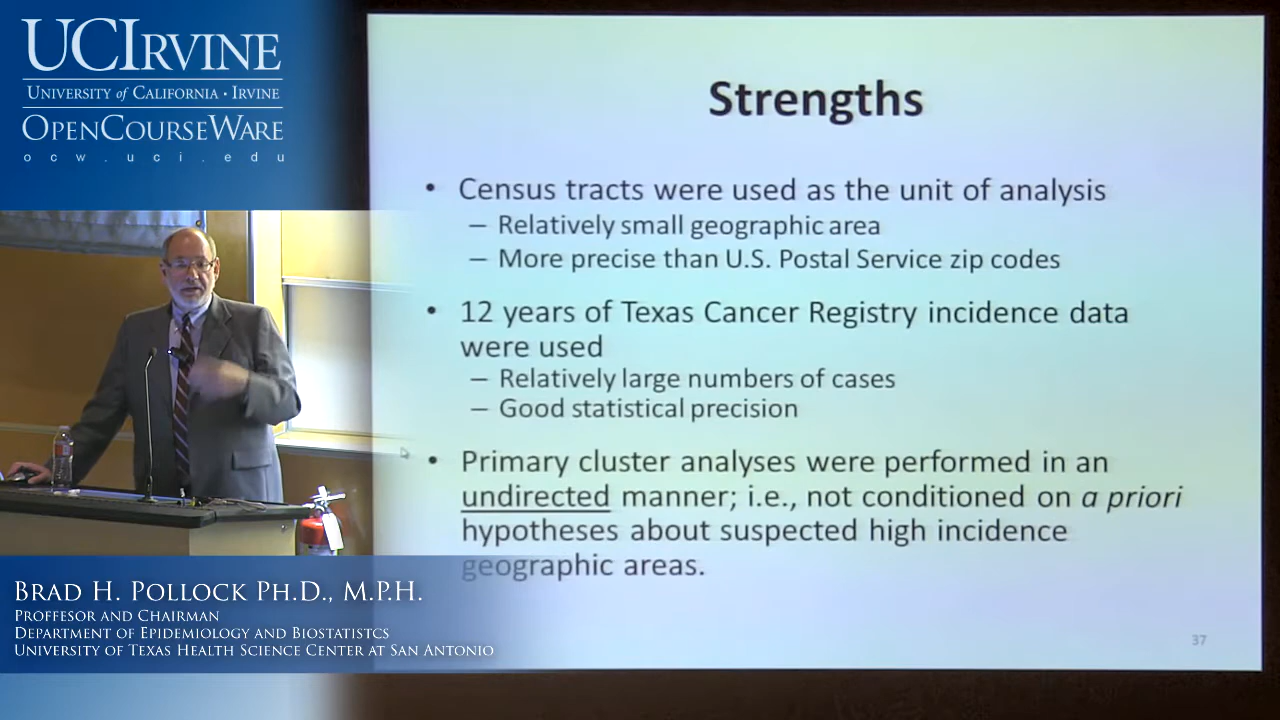 UCIRVINE
UNIVERSITY of CALIFORNIA · IRVINE
OPENCOURSEWARE
ocw.uci.edu
Strengths
• Census tracts were used as the unit of analysis
– Relatively small geographic area
– More precise than U.S. Postal Service zip codes
• 12 years of Texas Cancer Registry incidence data
were used
– Relatively large numbers of cases
– Good statistical precision
• Primary cluster analyses were performed in an
undirected manner; i.e., not conditioned on a priori
hypotheses about suspected high incidence
geographic areas.
37
BRAD H. POLLOCK PH.D., M.P.H.
PROFFESOR AND CHAIRMAN
DEPARTMENT OF EPIDEMIOLOGY AND BIOSTATISTCS
UNIVERSITY OF TEXAS HEALTH SCIENCE CENTER AT SAN ANTONIO